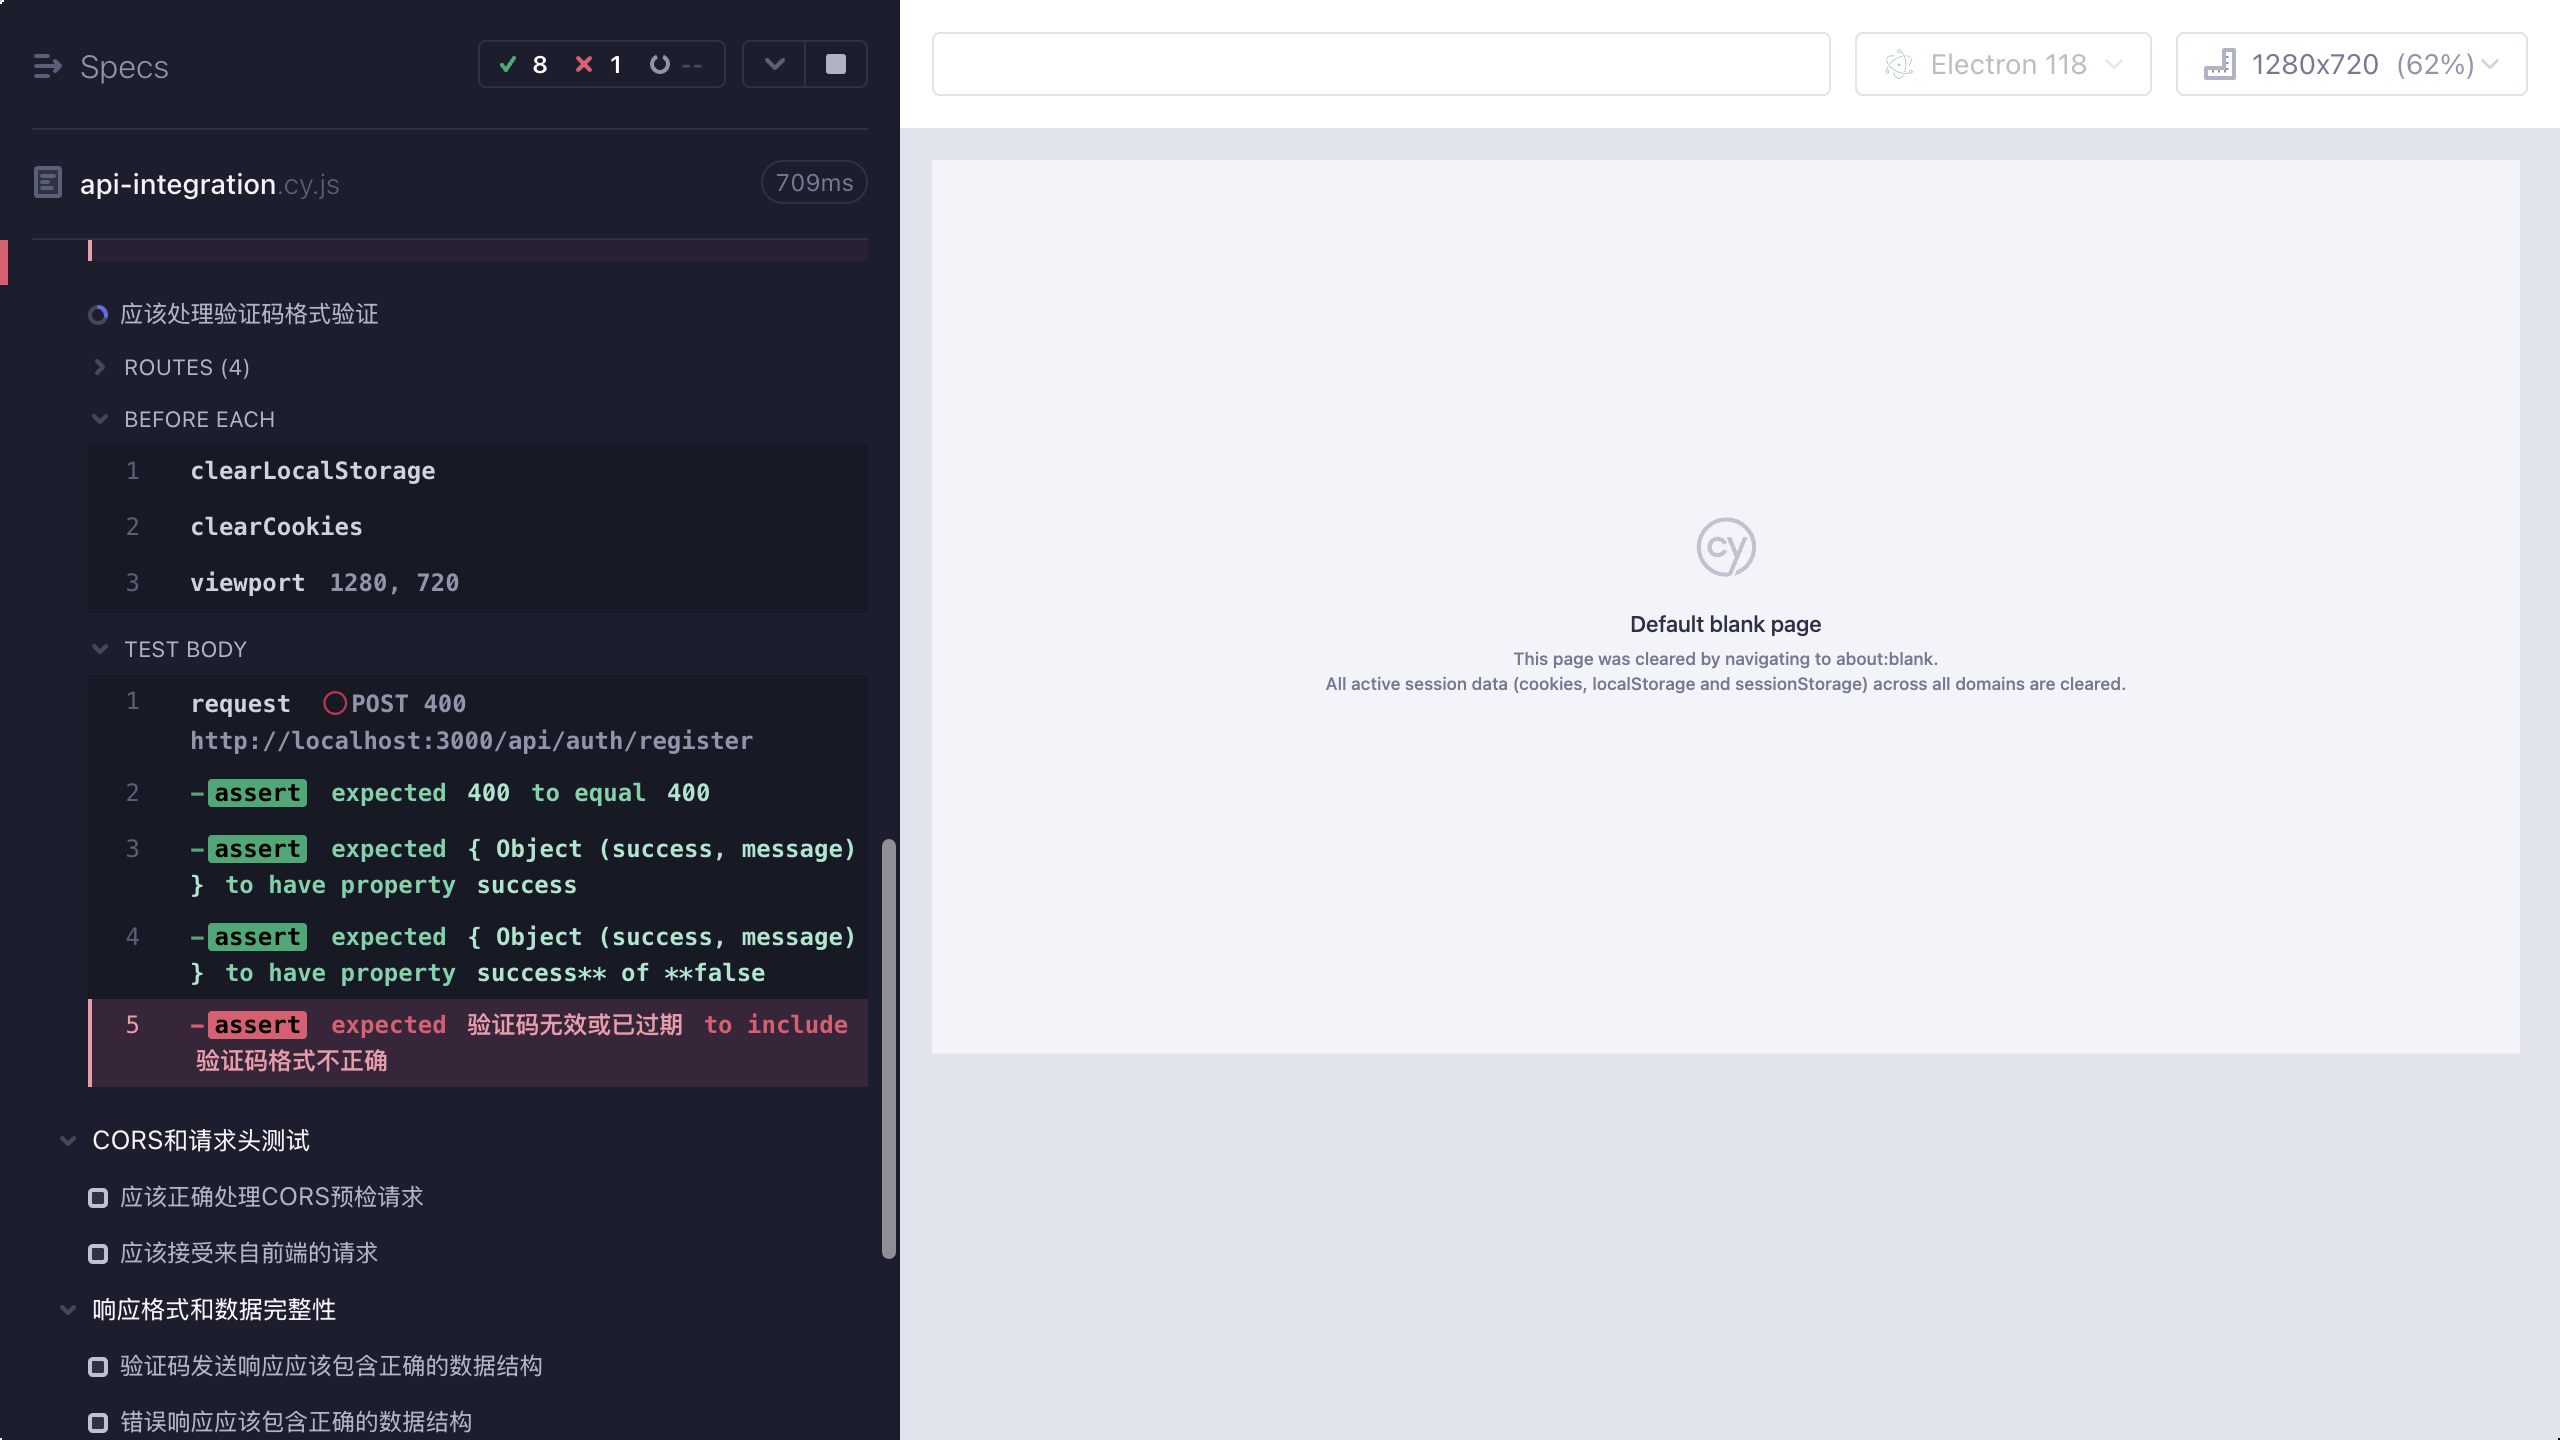 Specs
8 1 --
api-integration.cy.js
709ms
应该处理验证码格式验证
ROUTES (4)
BEFORE EACH
1 clearLocalStorage
2 clearCookies
3 viewport 1280, 720
TEST BODY
1 request POST 400
http://localhost:3000/api/auth/register
2 -assert expected 400 to equal 400
3 -assert expected { Object (success, message)
} to have property success
4 -assert expected { Object (success, message)
} to have property success** of **false
5 -assert expected 验证码无效或已过期 to include
验证码格式不正确
CORS和请求头测试
应该正确处理CORS预检请求
应该接受来自前端的请求
响应格式和数据完整性
验证码发送响应应该包含正确的数据结构
错误响应应该包含正确的数据结构
Electron 118
1280x720 (62%)
cy
Default blank page
This page was cleared by navigating to about:blank.
All active session data (cookies, localStorage and sessionStorage) across all domains are cleared.